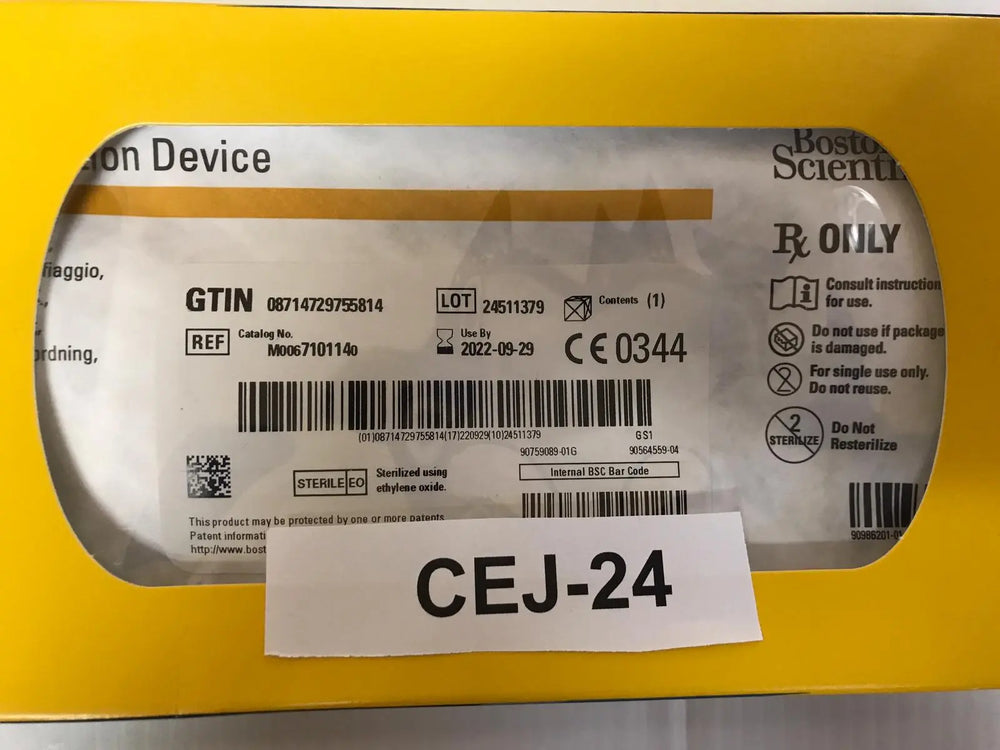 ion Device
Boston
Scienti
Rx ONLY
Consult instruction
for use.
Do not use if package
is damaged.
For single use only.
Do not reuse.
2
STERILIZE
Do Not
Resterilize
90986201-0
fiaggio,
ordning,
GTIN 08714729755814
LOT 24511379
Contents (1)
REF Catalog No.
M0067101140
Use By
2022-09-29
CE 0344
(01)08714729755814(17)220929(10)24511379
GS1
90759089-01G
90564559-04
Internal BSC Bar Code
STERILE EO
Sterilized using
ethylene oxide.
This product may be protected by one or more patents.
Patent informati
http://www.bost
CEJ-24